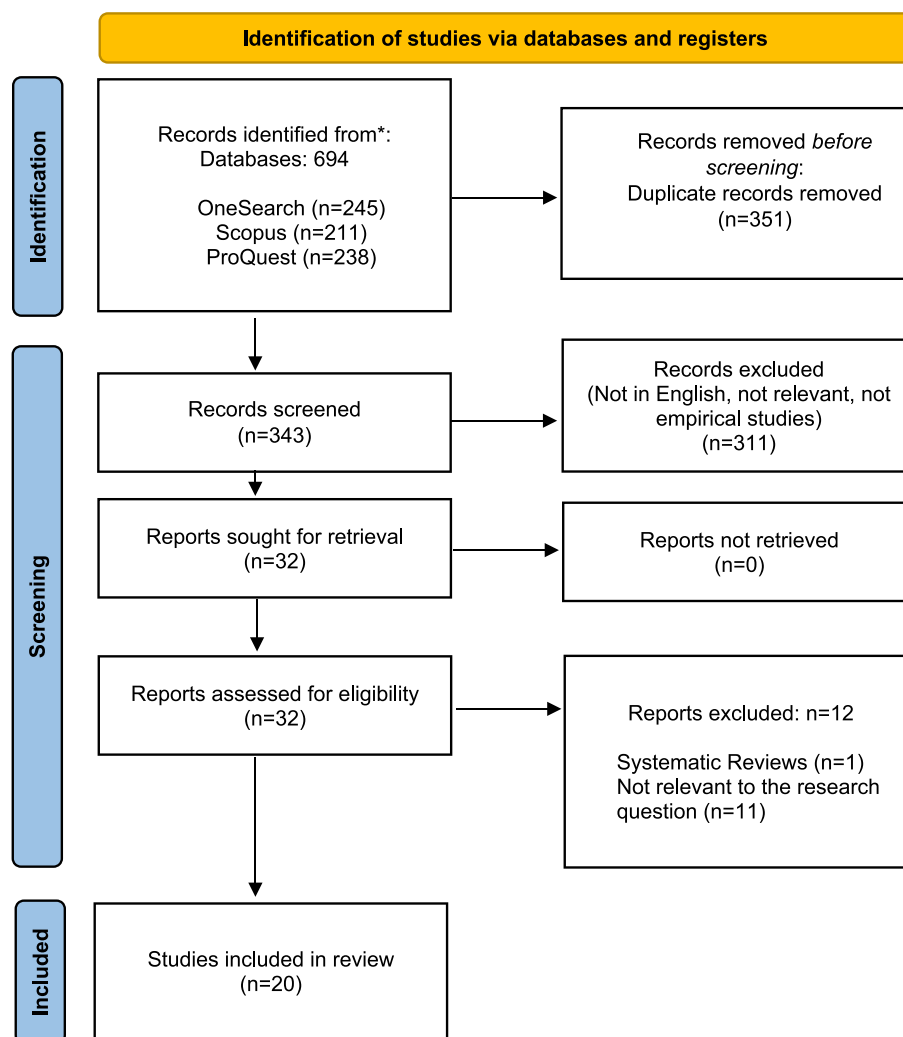 Identification of studies via databases and registers
Identification
Records identified from*:
Databases: 694
OneSearch (n=245)
Scopus (n=211)
ProQuest (n=238)
Records removed before
screening:
Duplicate records removed
(n=351)
Screening
Records screened
(n=343)
Records excluded
(Not in English, not relevant, not
empirical studies)
(n=311)
Reports sought for retrieval
(n=32)
Reports not retrieved
(n=0)
Reports assessed for eligibility
(n=32)
Reports excluded: n=12
Systematic Reviews (n=1)
Not relevant to the research
question (n=11)
Included
Studies included in review
(n=20)